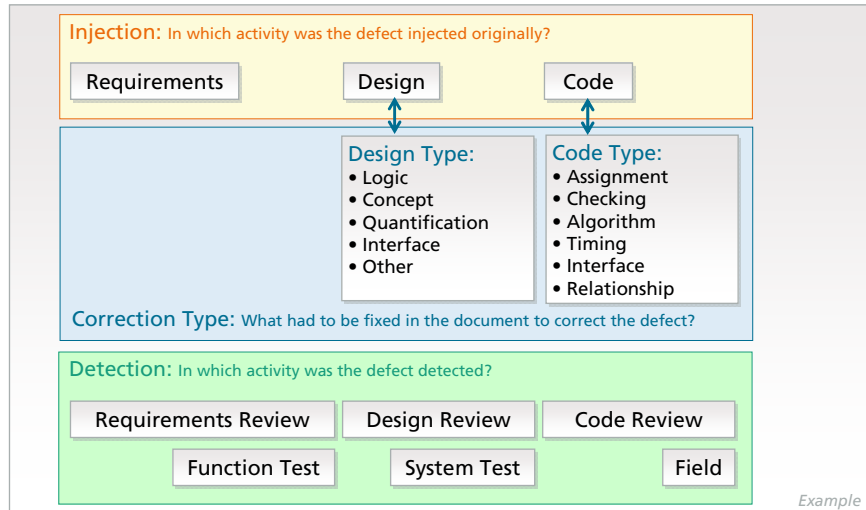 Injection: In which activity was the defect injected originally?
Requirements
Design
Code
Design Type:
• Logic
• Concept
• Quantification
• Interface
• Other
Code Type:
• Assignment
• Checking
• Algorithm
• Timing
• Interface
• Relationship
Correction Type: What had to be fixed in the document to correct the defect?
Detection: In which activity was the defect detected?
Requirements Review
Design Review
Code Review
Function Test
System Test
Field
Example